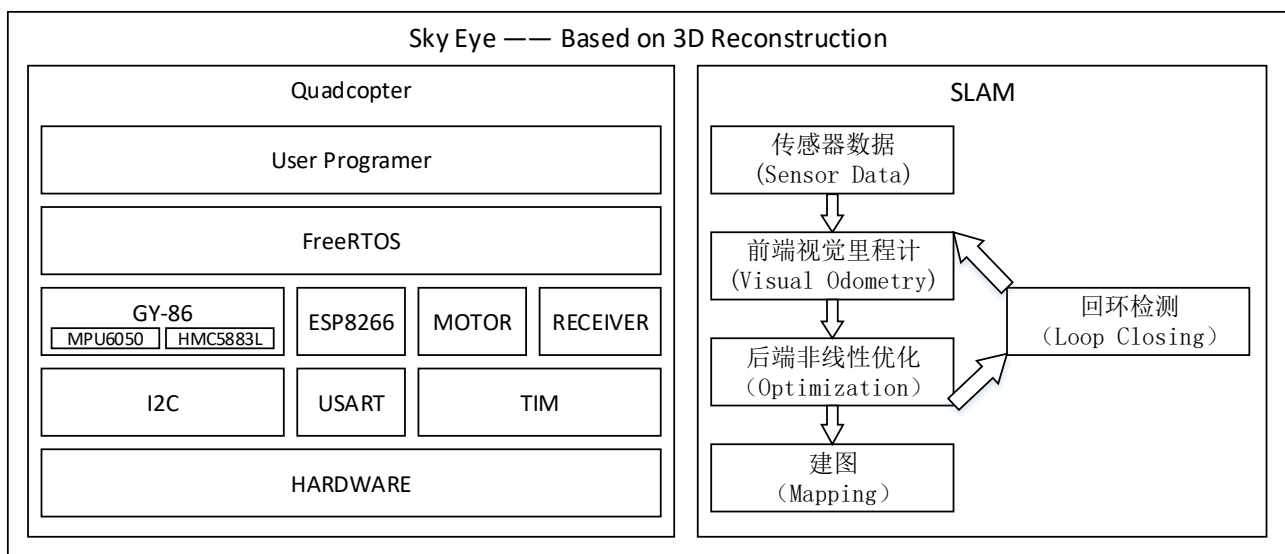 Sky Eye —— Based on 3D Reconstruction
Quadcopter
User Programer
FreeRTOS
GY-86
MPU6050
HMC5883L
ESP8266
MOTOR
RECEIVER
I2C
USART
TIM
HARDWARE
SLAM
传感器数据
(Sensor Data)
前端视觉里程计
(Visual Odometry)
回环检测
（Loop Closing）
后端非线性优化
（Optimization）
建图
（Mapping）